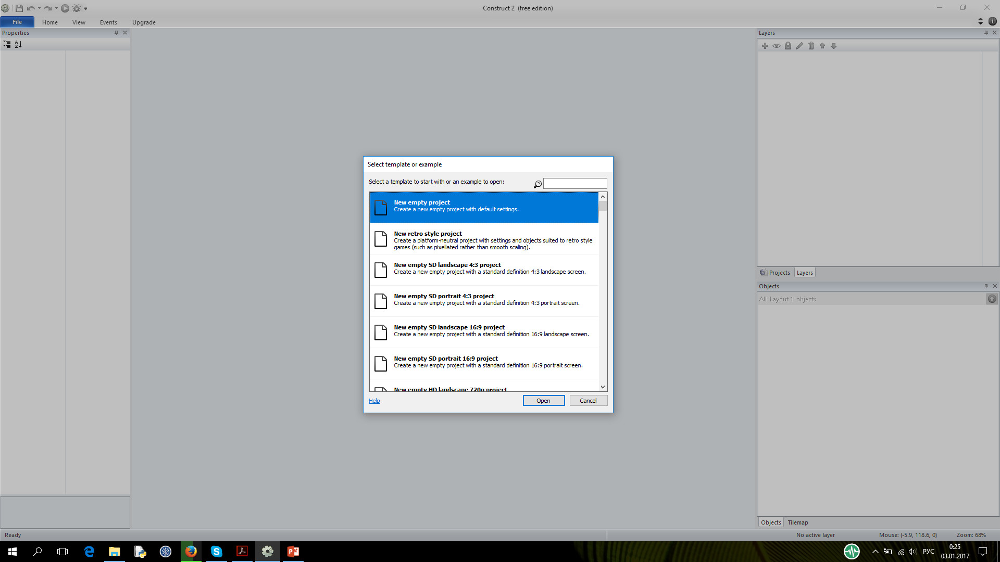 Construct 2 (free edition)
File Home View Events Upgrade
Properties
Layers
Select template or example
Select a template to start with or an example to open:
New empty project
Create a new empty project with default settings.
New retro style project
Create a platform-neutral project with settings and objects suited to retro style
games (such as pixellated rather than smooth scaling).
New empty SD landscape 4:3 project
Create a new empty project with a standard definition 4:3 landscape screen.
New empty SD portrait 4:3 project
Create a new empty project with a standard definition 4:3 portrait screen.
New empty SD landscape 16:9 project
Create a new empty project with a standard definition 16:9 landscape screen.
New empty SD portrait 16:9 project
Create a new empty project with a standard definition 16:9 portrait screen.
New empty HD landscape 720p project
Help
Open
Cancel
Projects Layers
Objects
All 'Layout 1' objects
Objects Tilemap
Ready
No active layer
Mouse: (-5.9, 118.6, 0)
Zoom: 68%
РУС
0:25
03.01.2017